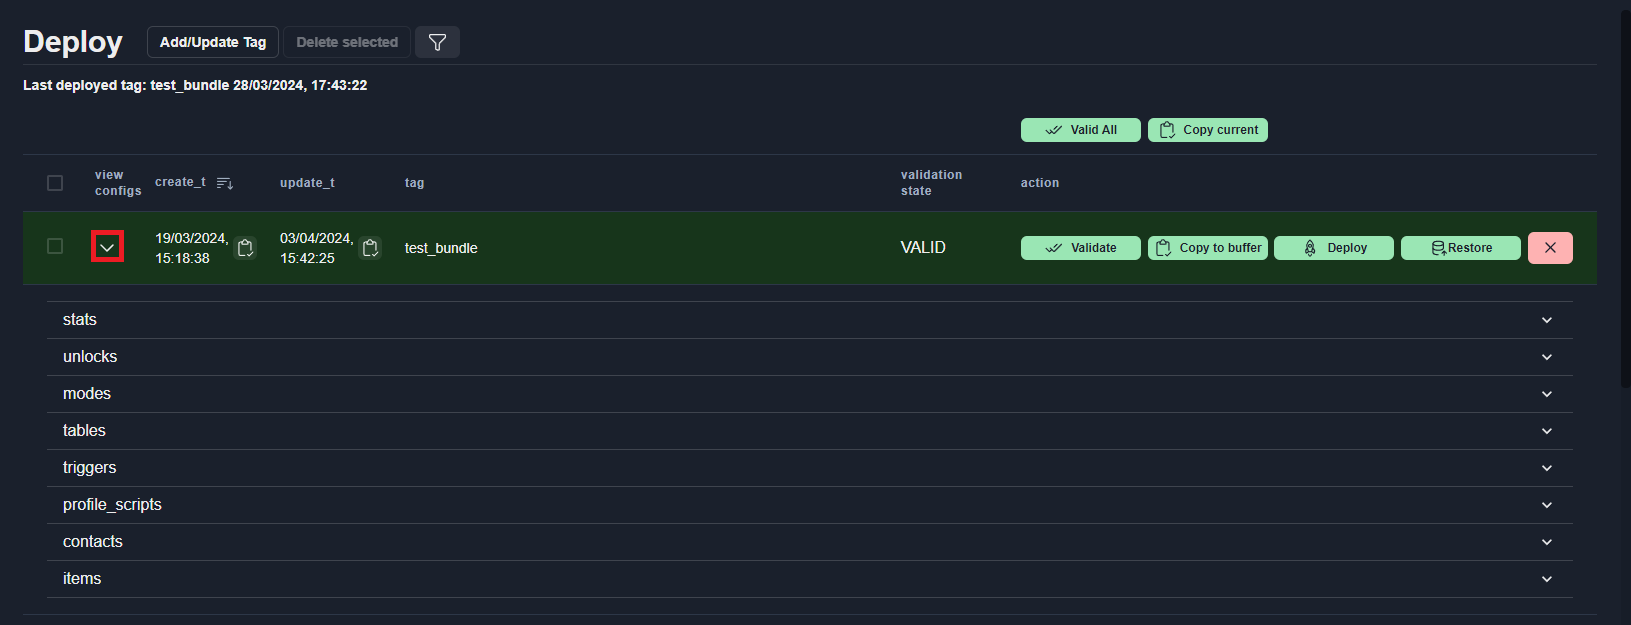 Deploy
Add/Update Tag
Delete selected
Last deployed tag: test_bundle 28/03/2024, 17:43:22
Valid All
Copy current
view configs
create_t
update_t
tag
validation state
action
19/03/2024, 15:18:38
03/04/2024, 15:42:25
test_bundle
VALID
Validate
Copy to buffer
Deploy
Restore
stats
unlocks
modes
tables
triggers
profile_scripts
contacts
items